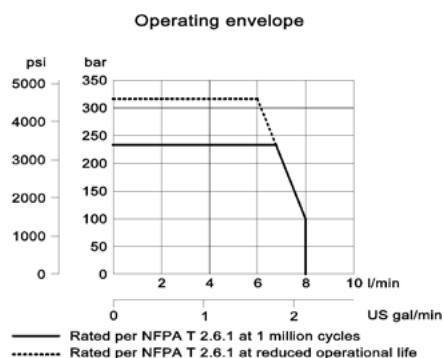 Operating envelope
psi bar
5000 350
300
4000 250
3000 200
2000 150
100
1000 50
0 0
2 4 6 8 10 l/min
0 1 2 US gal/min
Rated per NFPA T 2.6.1 at 1 million cycles
Rated per NFPA T 2.6.1 at reduced operational life